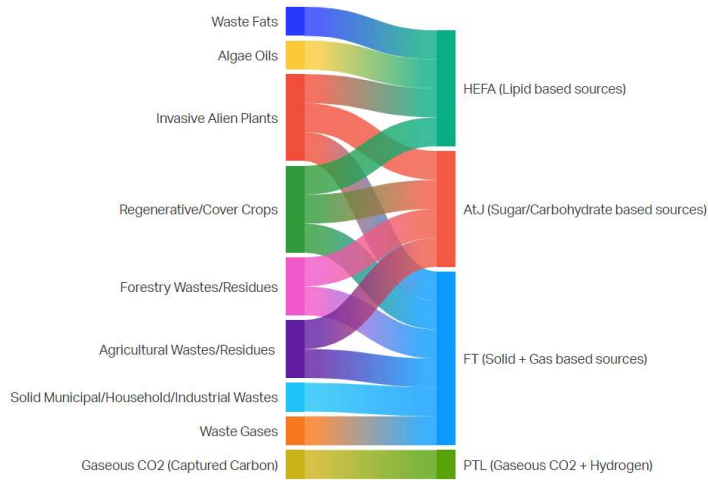 Waste Fats
Algae Oils
Invasive Alien Plants
Regenerative/Cover Crops
Forestry Wastes/Residues
Agricultural Wastes/Residues
Solid Municipal/Household/Industrial Wastes
Waste Gases
Gaseous CO2 (Captured Carbon)
HEFA (Lipid based sources)
AtJ (Sugar/Carbohydrate based sources)
FT (Solid + Gas based sources)
PTL (Gaseous CO2 + Hydrogen)